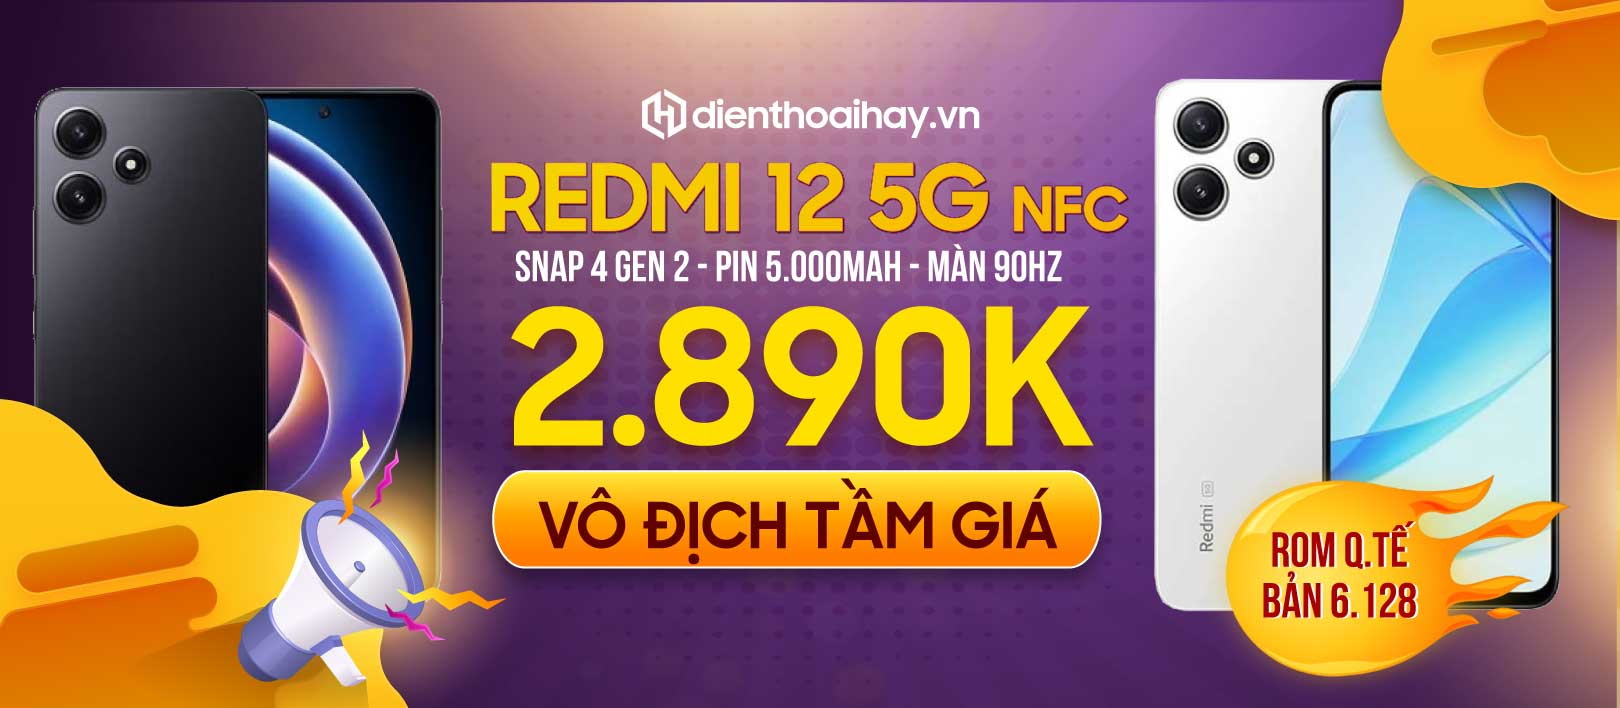 dienthoaihay.vn
REDMI 12 5G NFC
SNAP 4 GEN 2 - PIN 5.000MAH - MÀN 90HZ
2.890K
VÔ ĐỊCH TẦM GIÁ
Redmi 5G
ROM Q.TẾ
BẢN 6.128